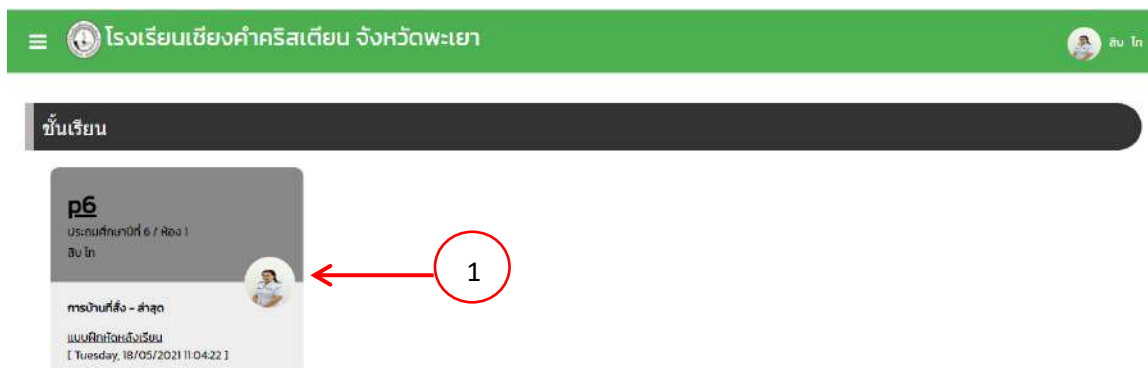 โรงเรียนเชียงคำคริสเตียน จังหวัดพะเยา
สิบ โท
ชั้นเรียน
p6
ประถมศึกษาปีที่ 6 / ห้อง 1
สิบ โท
1
การบ้านที่สั่ง - ล่าสุด
แบบฝึกหัดหลังเรียน
[ Tuesday, 18/05/2021 11:04:22 ]